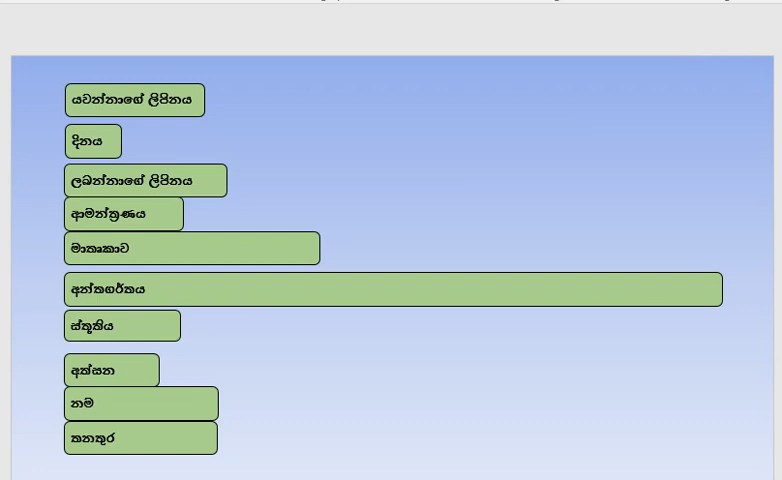 යවන්නාගේ ලිපිනය
දිනය
ලබන්නාගේ ලිපිනය
ආමන්ත්‍රණය
මාතෘකාව
අන්තගර්තය
ස්තූතිය
අත්සන
නම
තනතුර